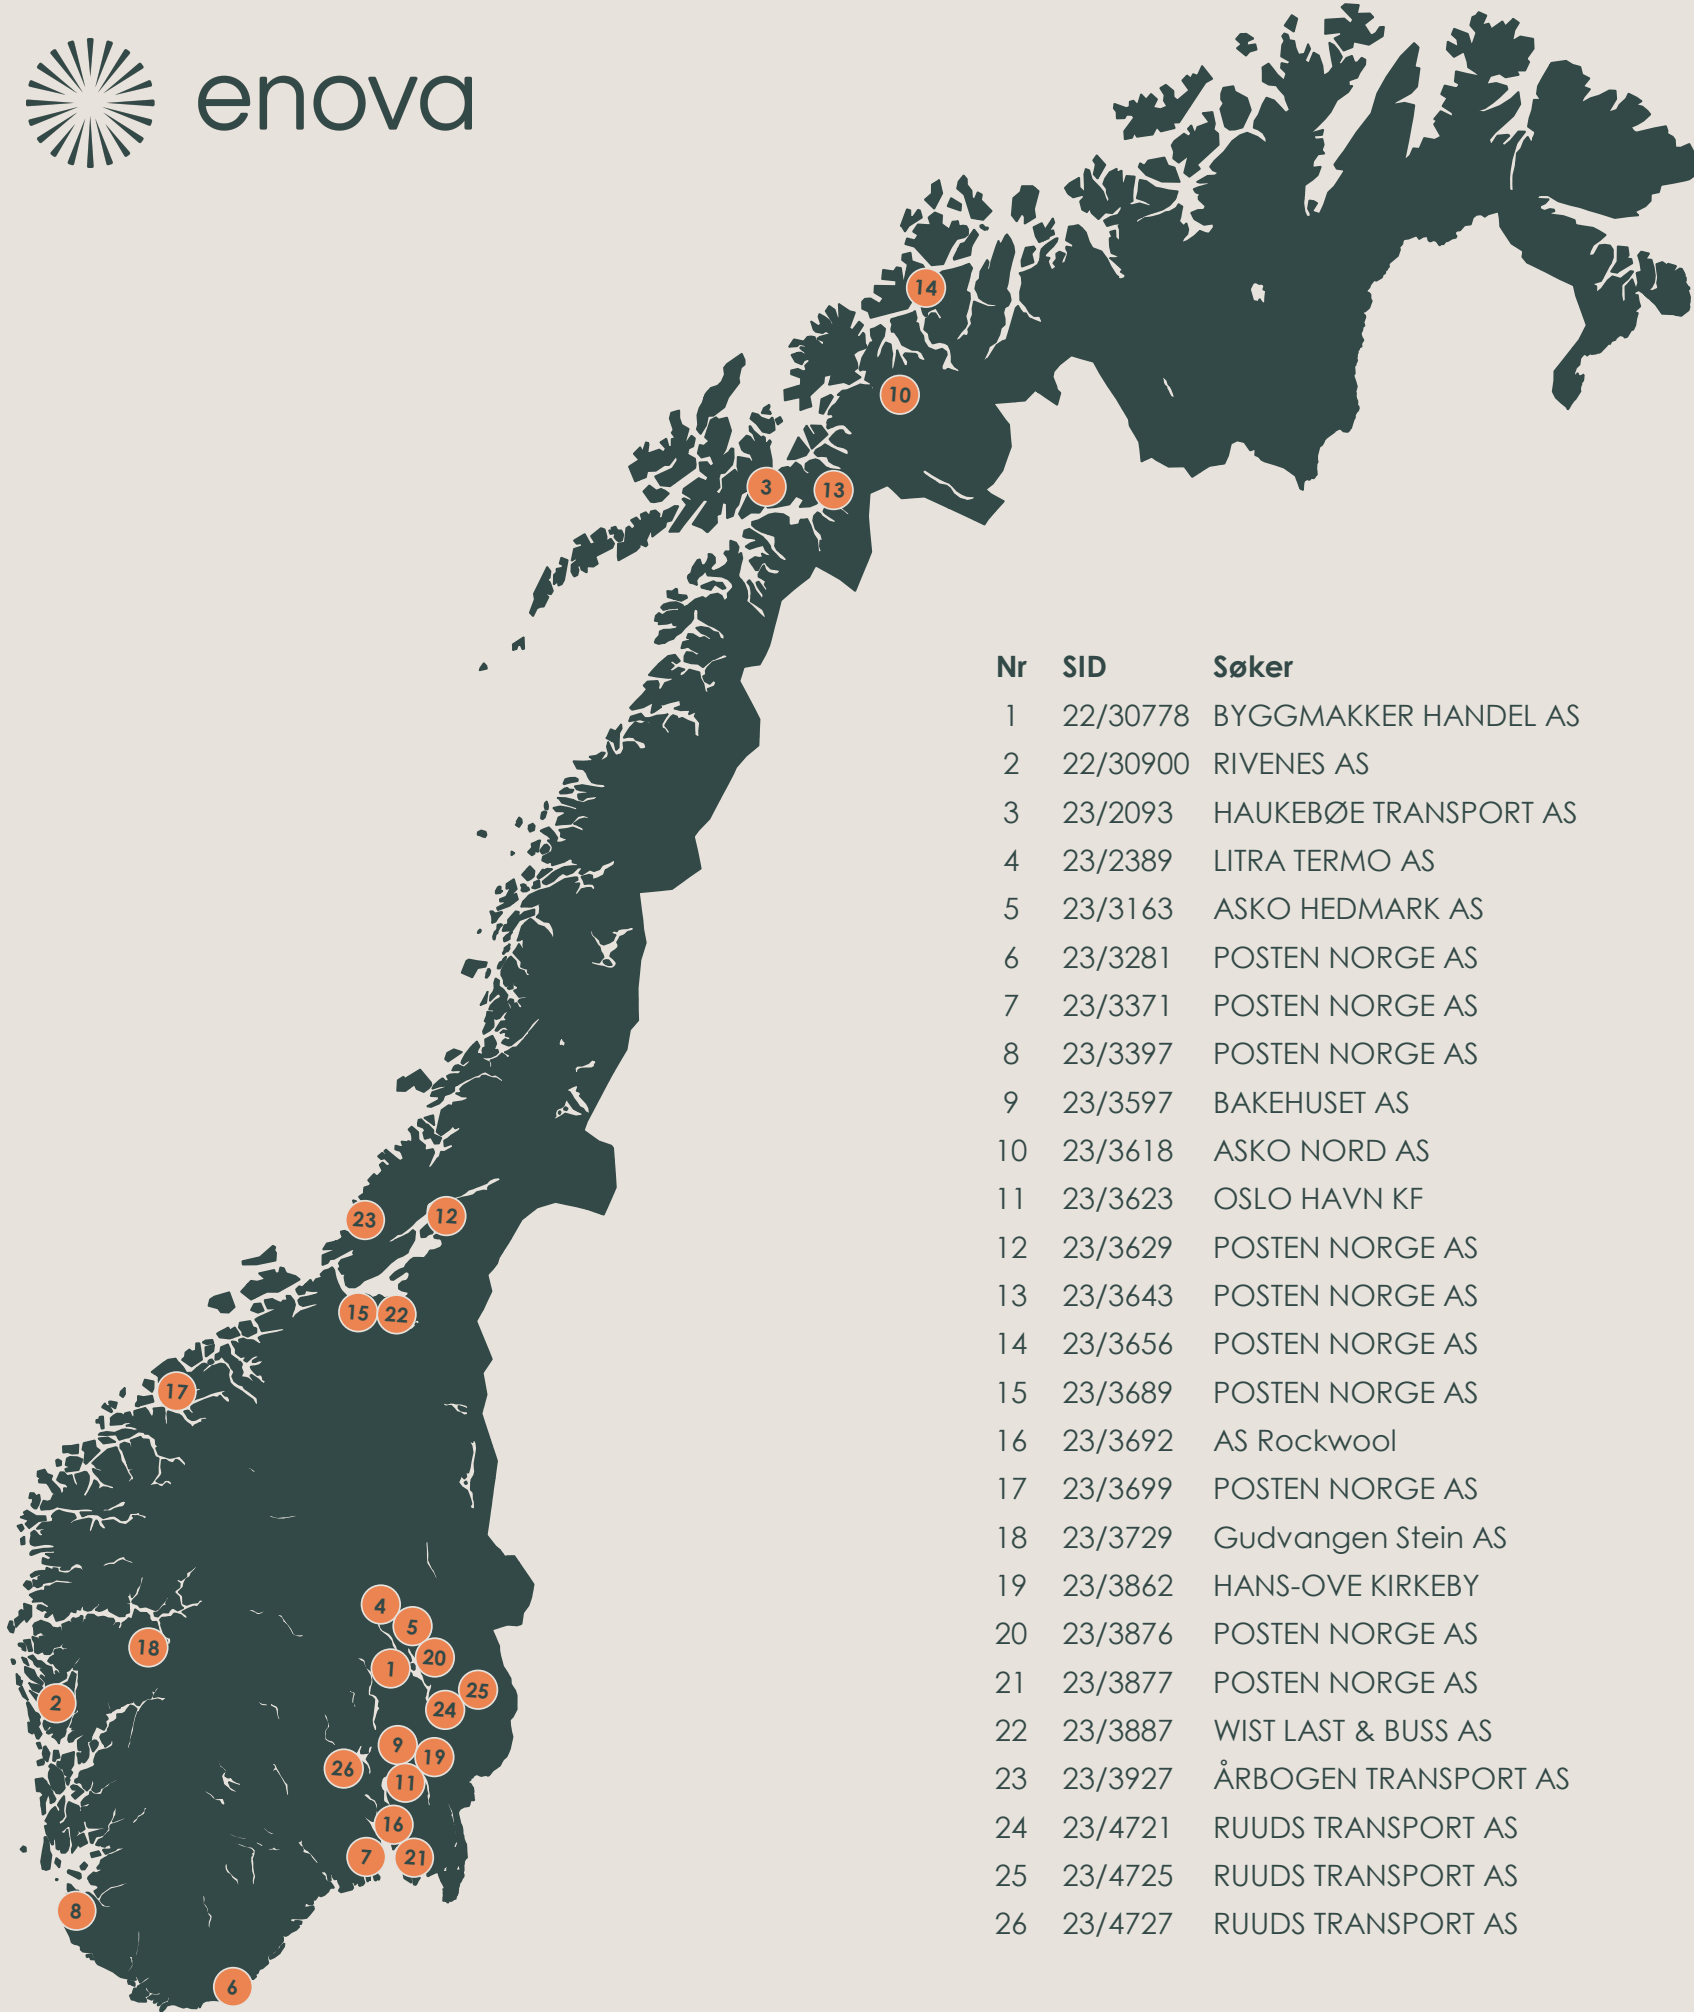 enova
14
10
3
13
Nr SID Søker
1 22/30778 BYGGMAKKER HANDEL AS
2 22/30900 RIVENES AS
3 23/2093 HAUKEBØE TRANSPORT AS
4 23/2389 LITRA TERMO AS
5 23/3163 ASKO HEDMARK AS
6 23/3281 POSTEN NORGE AS
7 23/3371 POSTEN NORGE AS
8 23/3397 POSTEN NORGE AS
9 23/3597 BAKEHUSET AS
10 23/3618 ASKO NORD AS
11 23/3623 OSLO HAVN KF
12 23/3629 POSTEN NORGE AS
13 23/3643 POSTEN NORGE AS
14 23/3656 POSTEN NORGE AS
15 23/3689 POSTEN NORGE AS
16 23/3692 AS Rockwool
17 23/3699 POSTEN NORGE AS
18 23/3729 Gudvangen Stein AS
19 23/3862 HANS-OVE KIRKEBY
20 23/3876 POSTEN NORGE AS
21 23/3877 POSTEN NORGE AS
22 23/3887 WIST LAST & BUSS AS
23 23/3927 ÅRBOGEN TRANSPORT AS
24 23/4721 RUUDS TRANSPORT AS
25 23/4725 RUUDS TRANSPORT AS
26 23/4727 RUUDS TRANSPORT AS
23
12
15
22
17
4
5
18
20
1
25
2
24
9
19
26
11
16
7
21
8
6